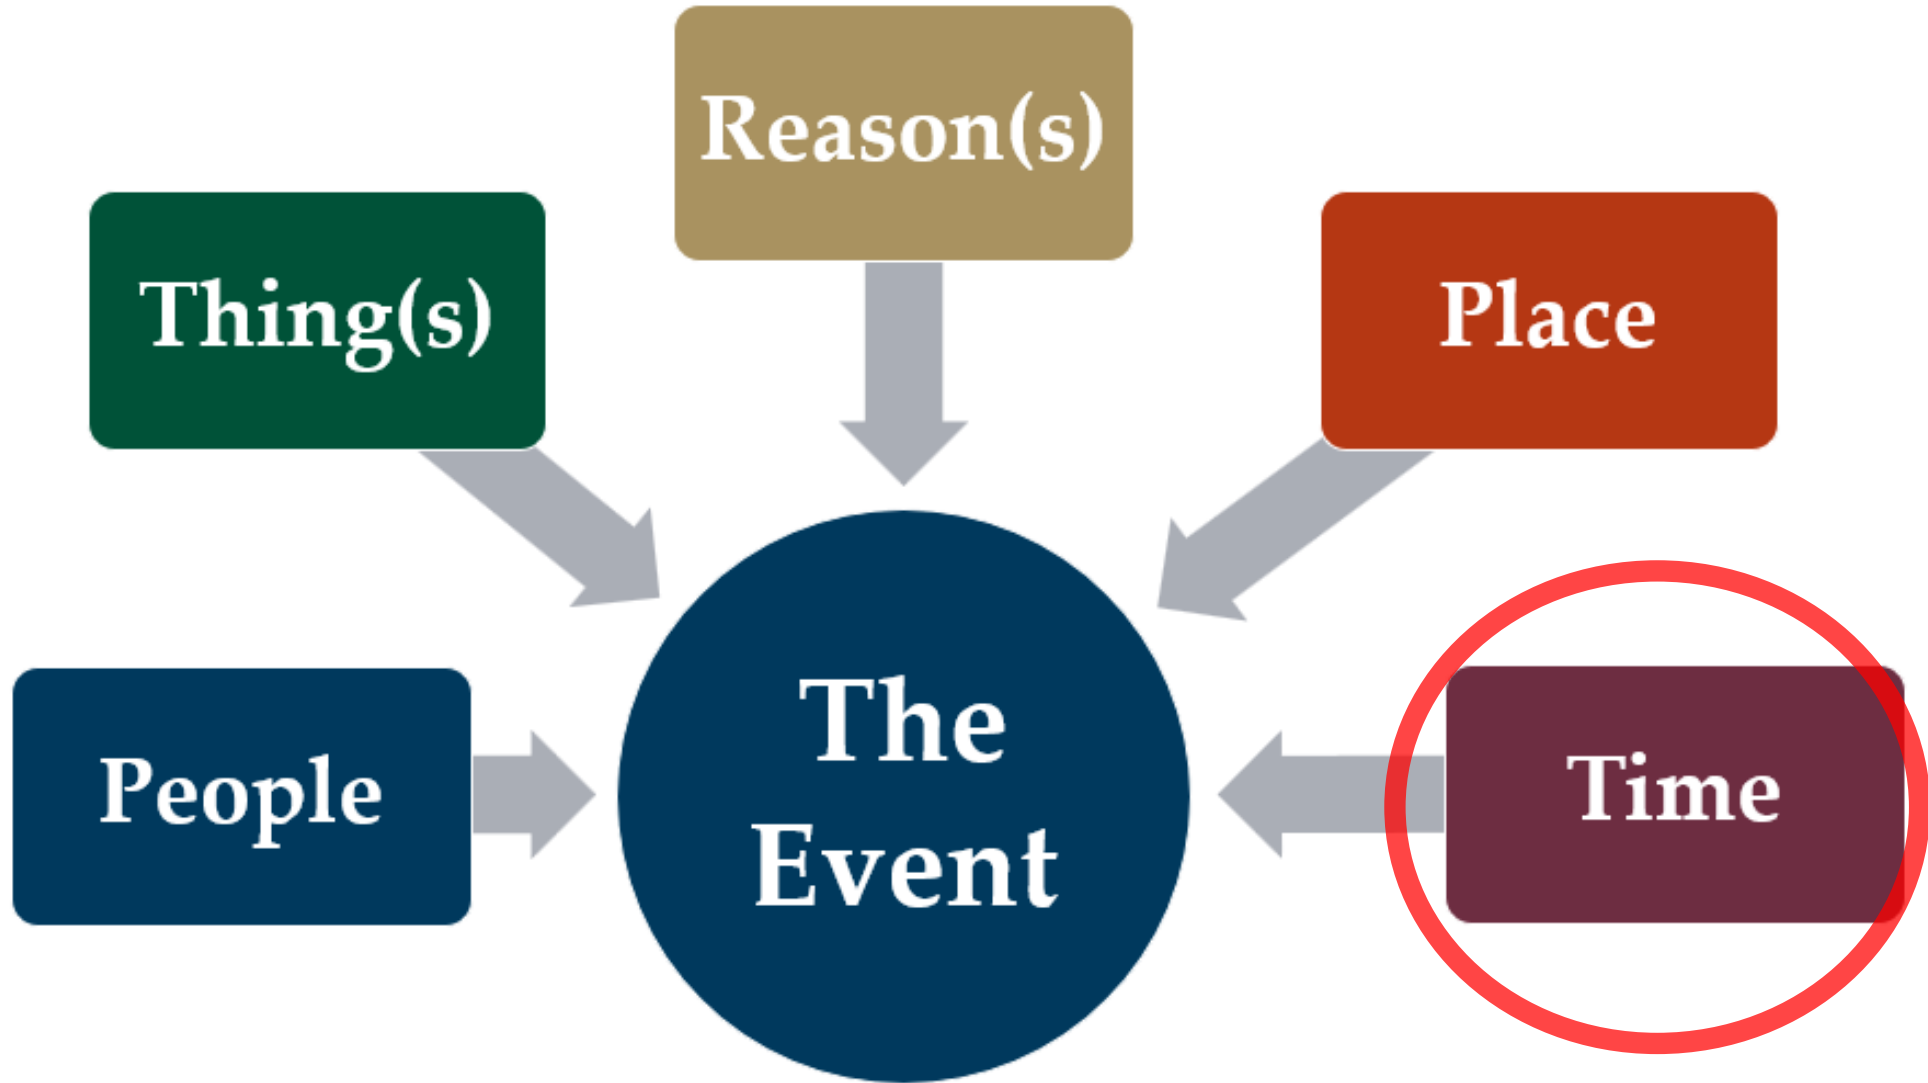 Reason(s)
Thing(s)
Place
People
The
Event
Time